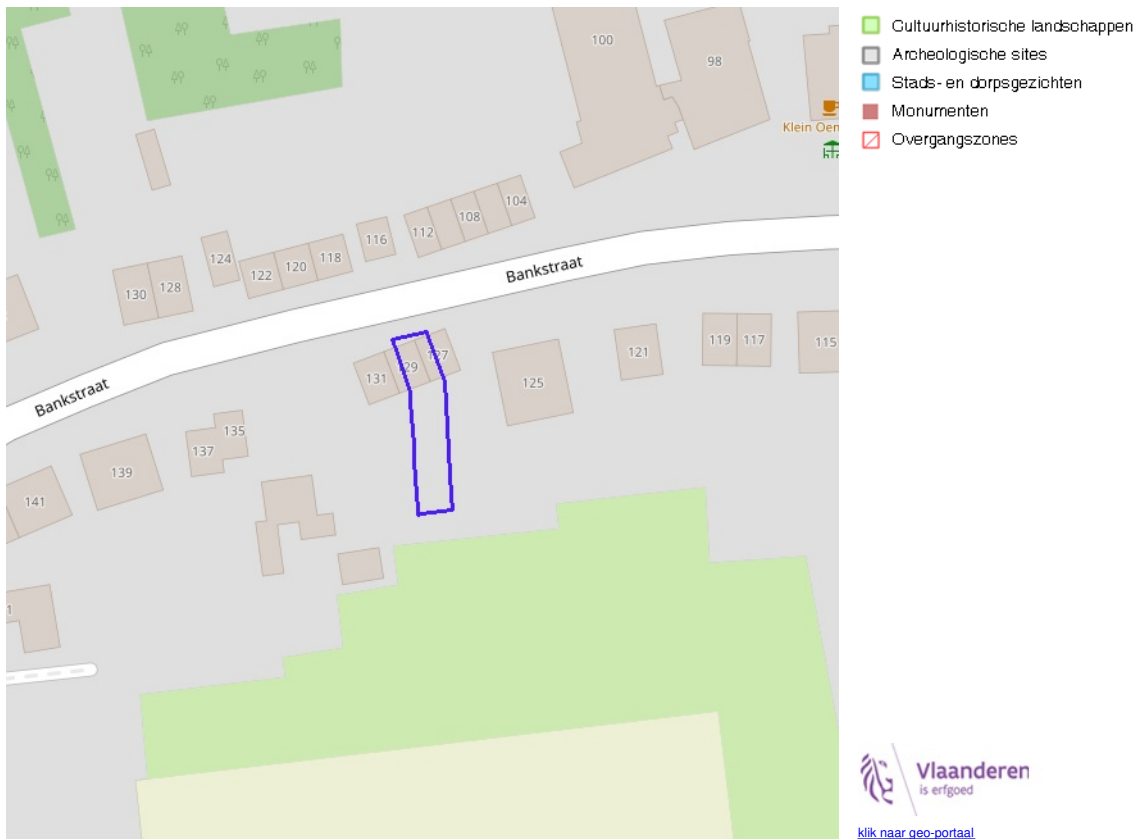 100
98
Klein Oen
104
108
112
116
118
120
122
124
128
130
Bankstraat
Bankstraat
127
129
131
125
121
119
117
115
135
137
139
141
1
Cultuurhistorische landschappen
Archeologische sites
Stads- en dorpsgezichten
Monumenten
Overgangszones
Vlaanderen
is erfgoed
klik naar geo-portaal